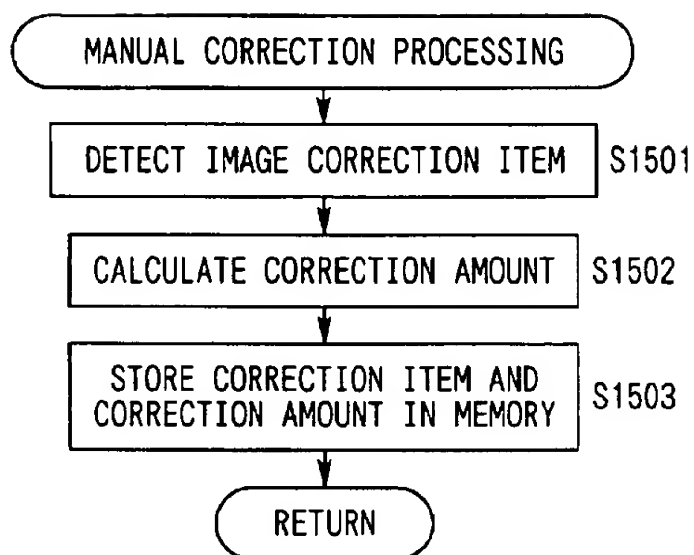 MANUAL CORRECTION PROCESSING
DETECT IMAGE CORRECTION ITEM S1501
CALCULATE CORRECTION AMOUNT S1502
STORE CORRECTION ITEM AND
CORRECTION AMOUNT IN MEMORY S1503
RETURN